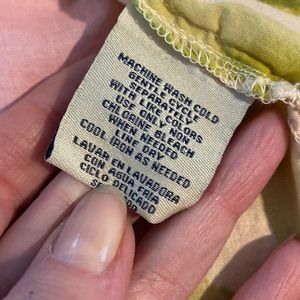 MACHINE WASH COLD
GENTLE CYCLE
SEPARATELY
WITH LIKE COLORS
USE ONLY NON
CHLORINE BLEACH
WHEN NEEDED
LINE DRY
COOL IRON AS NEEDED
LAVAR EN LAVADORA
CON AGUA FRIA
CICLO DELICADO